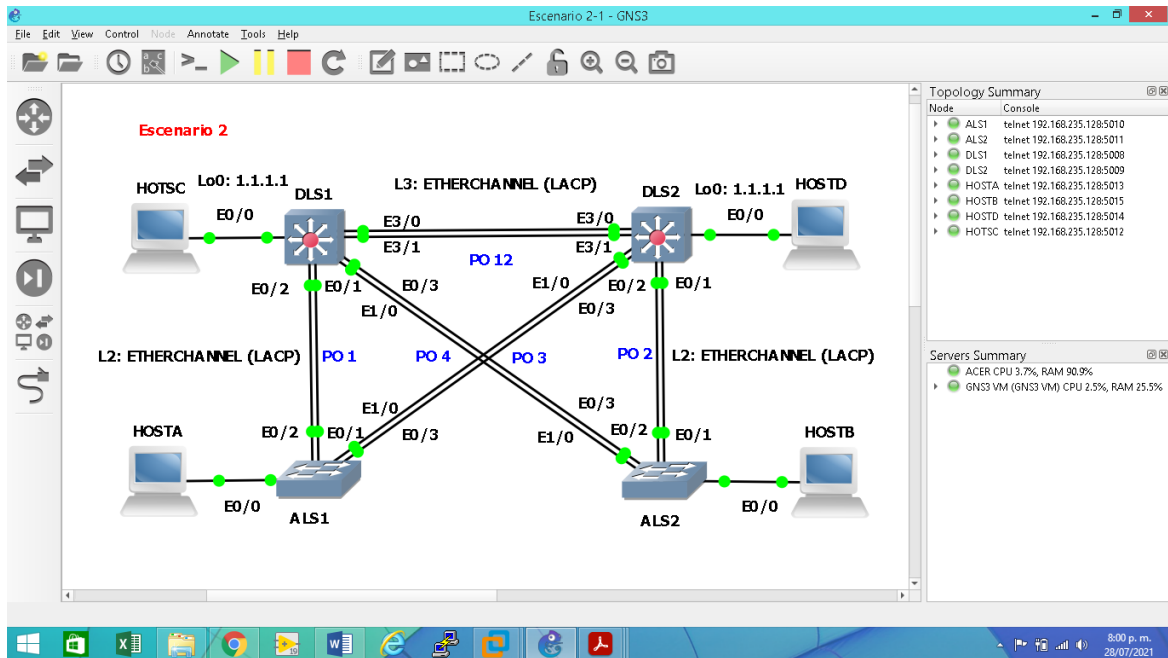 Escenario 2-1 - GNS3
File Edit View Control Node Annotate Tools Help
Escenario 2
HOTSC Lo0: 1.1.1.1 DLS1 L3: ETHERCHANNEL (LACP) DLS2 Lo0: 1.1.1.1 HOSTD
E0/0 E3/0 E3/0 E0/0
E3/1 E3/1
PO 12
E0/2 E0/1 E0/3 E1/0 E0/2 E0/1
E1/0 E0/3
L2: ETHERCHANNEL (LACP) PO 1 PO 4 PO 3 PO 2 L2: ETHERCHANNEL (LACP)
E1/0 E0/3
HOSTA E0/2 E0/1 E0/3 E1/0 E0/2 E0/1 HOSTB
E0/0 E0/0
ALS1 ALS2
Topology Summary
Node Console
ALS1 telnet 192.168.235.128:5010
ALS2 telnet 192.168.235.128:5011
DLS1 telnet 192.168.235.128:5008
DLS2 telnet 192.168.235.128:5009
HOSTA telnet 192.168.235.128:5013
HOSTB telnet 192.168.235.128:5015
HOSTD telnet 192.168.235.128:5014
HOTSC telnet 192.168.235.128:5012
Servers Summary
ACER CPU 3.7%, RAM 90.9%
GNS3 VM (GNS3 VM) CPU 2.5%, RAM 25.5%
8:00 p. m.
28/07/2021